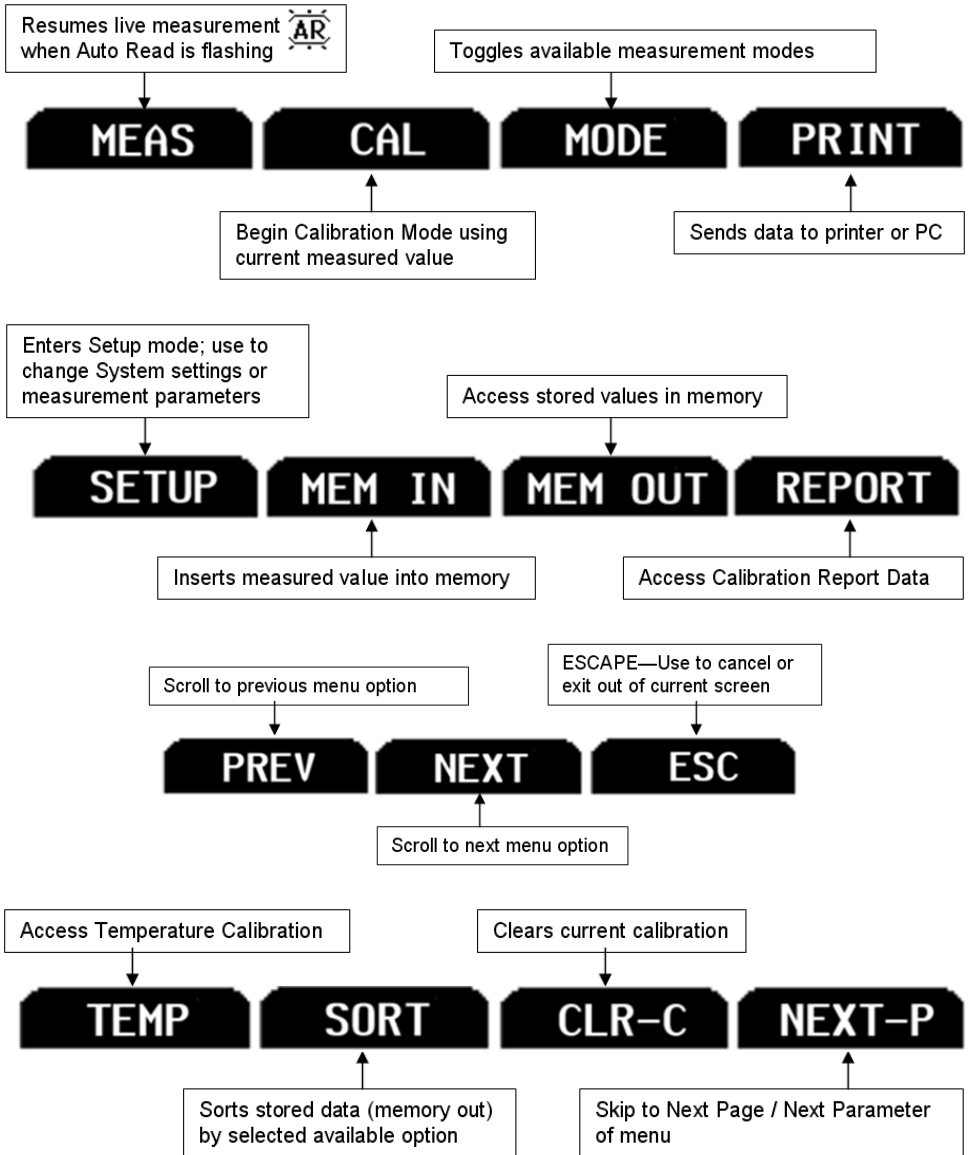 Resumes live measurement AR
when Auto Read is flashing
Toggles available measurement modes
MEAS CAL MODE PRINT
Begin Calibration Mode using
current measured value
Sends data to printer or PC
Enters Setup mode; use to
change System settings or
measurement parameters
Access stored values in memory
SETUP MEM IN MEM OUT REPORT
Inserts measured value into memory
Access Calibration Report Data
Scroll to previous menu option
ESCAPE—Use to cancel or
exit out of current screen
PREV NEXT ESC
Scroll to next menu option
Access Temperature Calibration
Clears current calibration
TEMP SORT CLR-C NEXT-P
Sorts stored data (memory out)
by selected available option
Skip to Next Page / Next Parameter
of menu